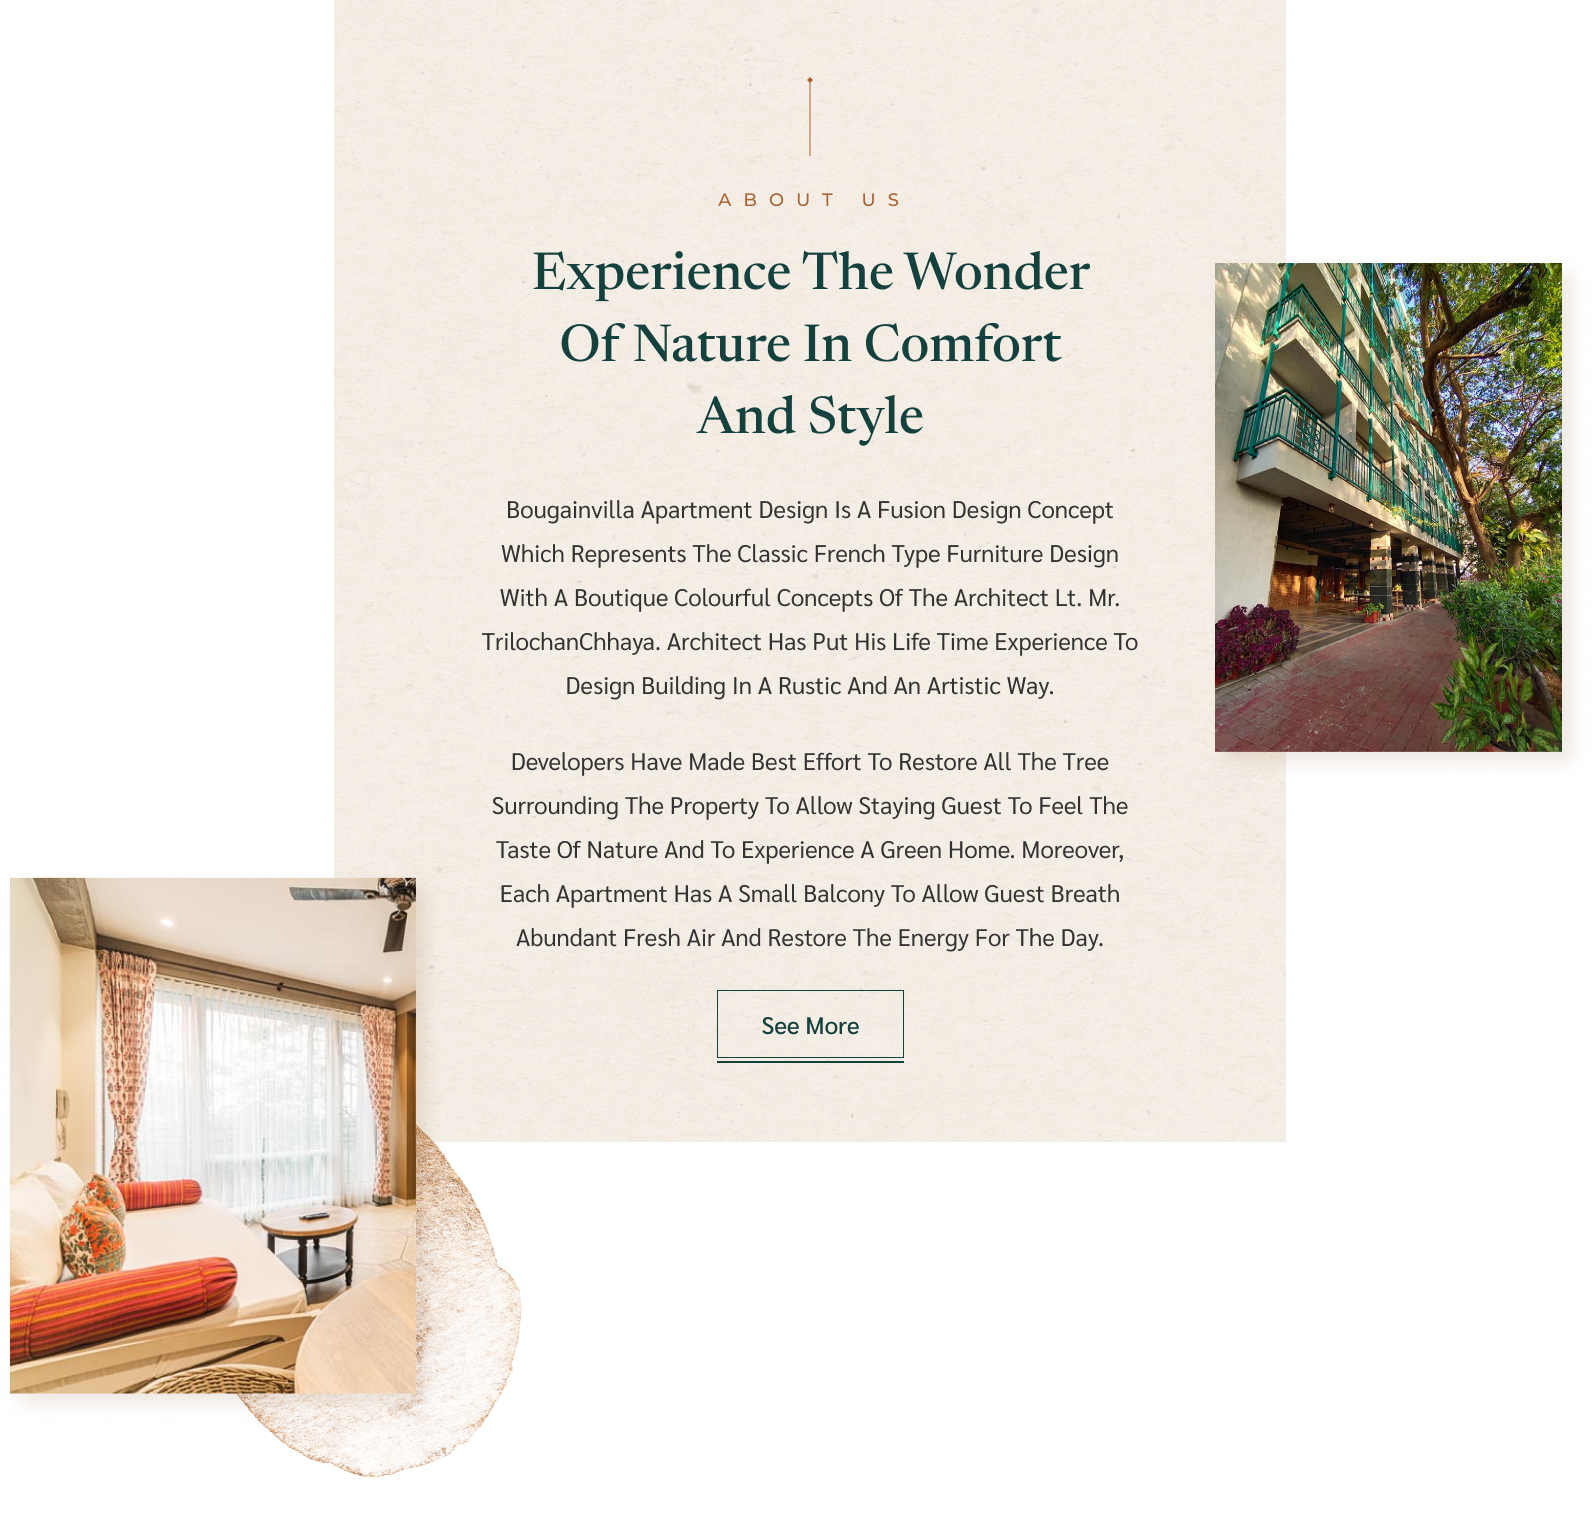 ABOUT US
Experience The Wonder
Of Nature In Comfort
And Style
Bougainvilla Apartment Design Is A Fusion Design Concept
Which Represents The Classic French Type Furniture Design
With A Boutique Colourful Concepts Of The Architect Lt. Mr.
TrilochanChhaya. Architect Has Put His Life Time Experience To
Design Building In A Rustic And An Artistic Way.
Developers Have Made Best Effort To Restore All The Tree
Surrounding The Property To Allow Staying Guest To Feel The
Taste Of Nature And To Experience A Green Home. Moreover,
Each Apartment Has A Small Balcony To Allow Guest Breath
Abundant Fresh Air And Restore The Energy For The Day.
See More